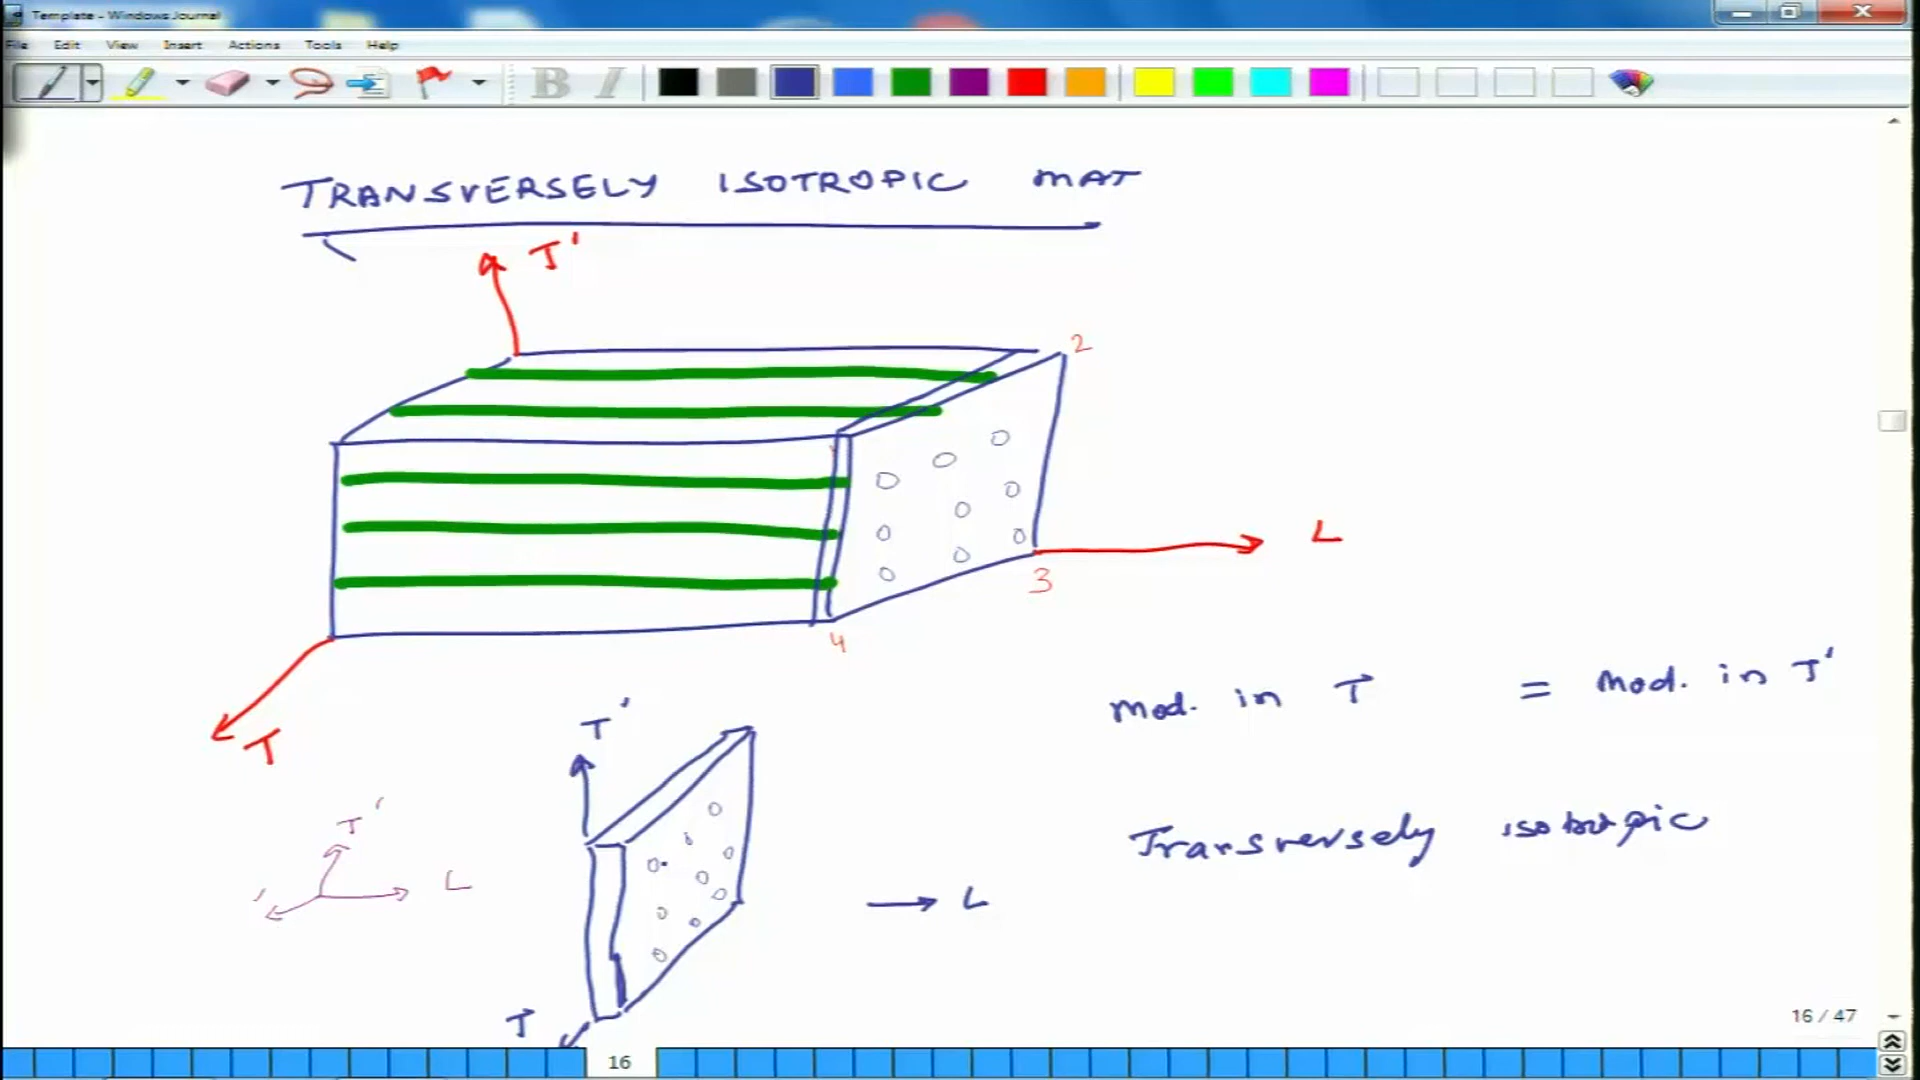 Template - Windows Journal
File Edit View Insert Actions Tools Help
B I
TRANSVERSELY ISOTROPIC MAT
T'
2
L
3
4
T
Mod. in T = Mod. in T'
T'
T'
L
Transversely isotropic
L
T
16 / 47
16